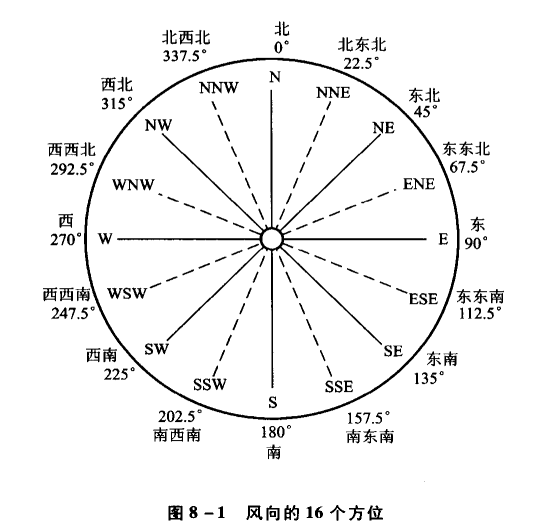 北
0°
北西北
337.5°
北东北
22.5°
N
NNW
NNE
西北
315°
东北
45°
NW
NE
西西北
292.5°
东东北
67.5°
WNW
ENE
西
270°
W
E
东
90°
西西南
247.5°
WSW
ESE
东东南
112.5°
西南
225°
SW
SE
东南
135°
SSW
SSE
S
202.5°
南西南
180°
南
157.5°
南东南
图 8-1 风向的 16 个方位